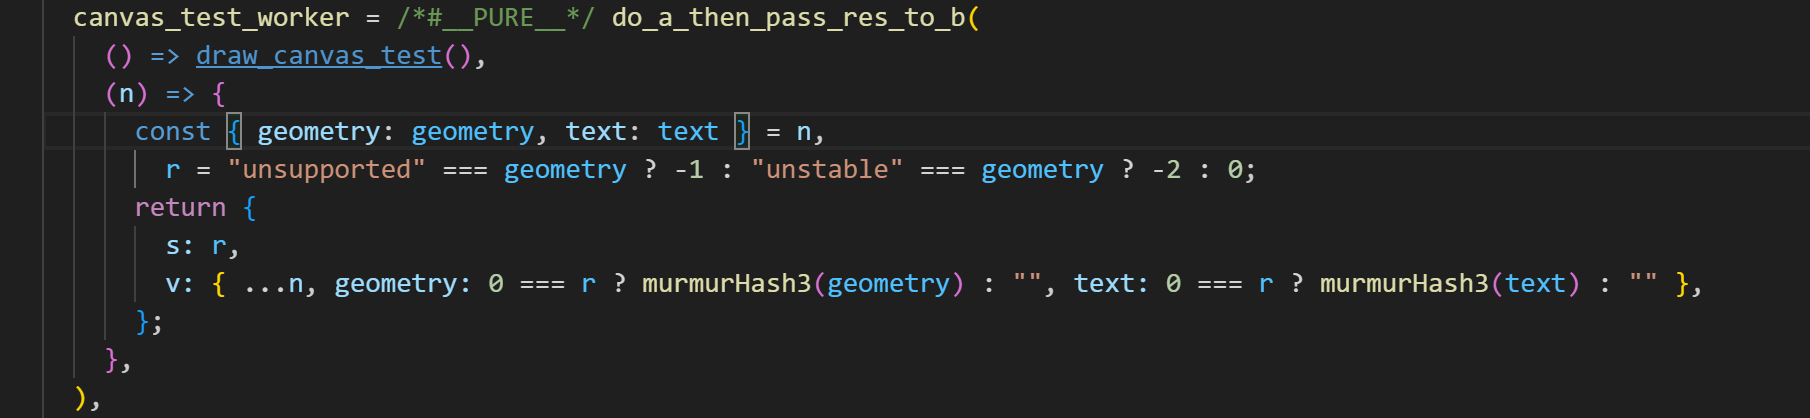 canvas_test_worker = /*#__PURE__*/ do_a_then_pass_res_to_b(
() => draw_canvas_test(),
(n) => {
const { geometry: geometry, text: text } = n,
r = "unsupported" === geometry ? -1 : "unstable" === geometry ? -2 : 0;
return {
s: r,
v: { ...n, geometry: 0 === r ? murmurHash3(geometry) : "", text: 0 === r ? murmurHash3(text) : "" },
};
},
),